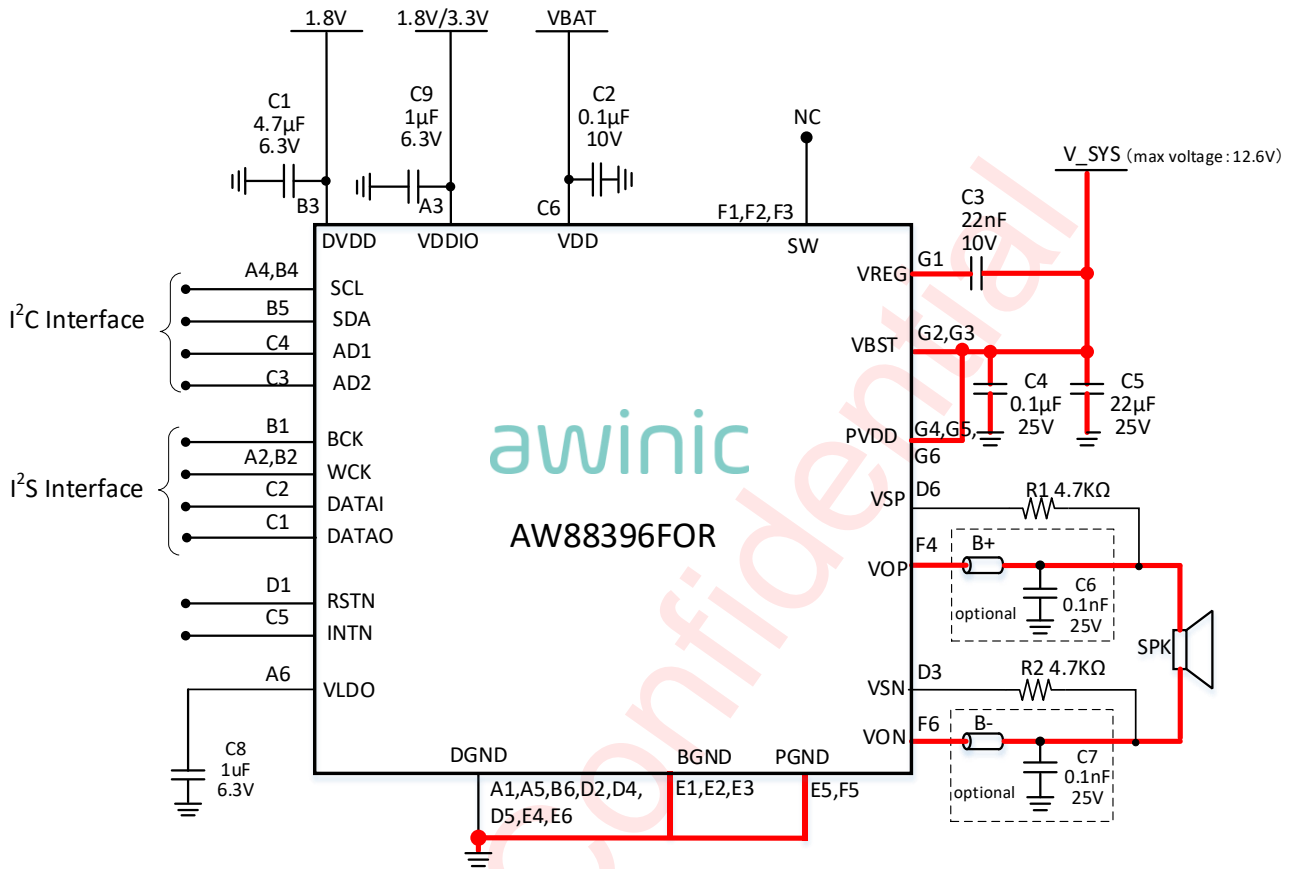 1.8V
1.8V/3.3V
VBAT
C1
4.7µF
6.3V
C9
1µF
6.3V
C2
0.1µF
10V
NC
V_SYS (max voltage:12.6V)
C3
22nF
10V
B3
A3
C6
F1,F2,F3
DVDD
VDDIO
VDD
SW
VREG
G1
A4,B4
SCL
B5
SDA
C4
AD1
C3
AD2
I²C Interface
VBST
G2,G3
C4
0.1µF
25V
C5
22µF
25V
B1
BCK
A2,B2
WCK
C2
DATAI
C1
DATAO
I²S Interface
PVDD
G4,G5,
G6
awinic
AW88396FOR
VSP
D6
R1 4.7KΩ
VOP
F4
B+
C6
0.1nF
25V
optional
D1
RSTN
C5
INTN
SPK
A6
VLDO
VSN
D3
R2 4.7KΩ
VON
F6
B-
C7
0.1nF
25V
optional
C8
1uF
6.3V
DGND
BGND
PGND
A1,A5,B6,D2,D4,
D5,E4,E6
E1,E2,E3
E5,F5
Confidential